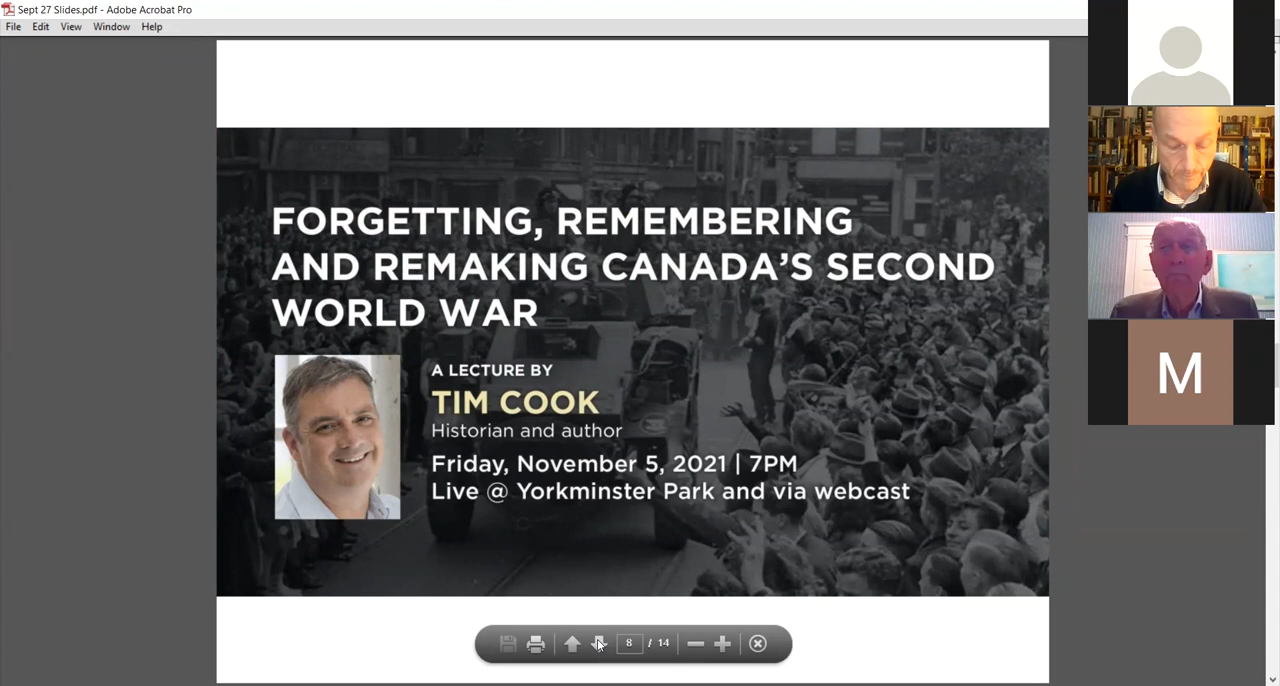 Sept 27 Slides.pdf - Adobe Acrobat Pro
File Edit View Window Help
FORGETTING, REMEMBERING
AND REMAKING CANADA'S SECOND
WORLD WAR
A LECTURE BY
TIM COOK
Historian and author
Friday, November 5, 2021 | 7PM
Live @ Yorkminster Park and via webcast
8 / 14
M